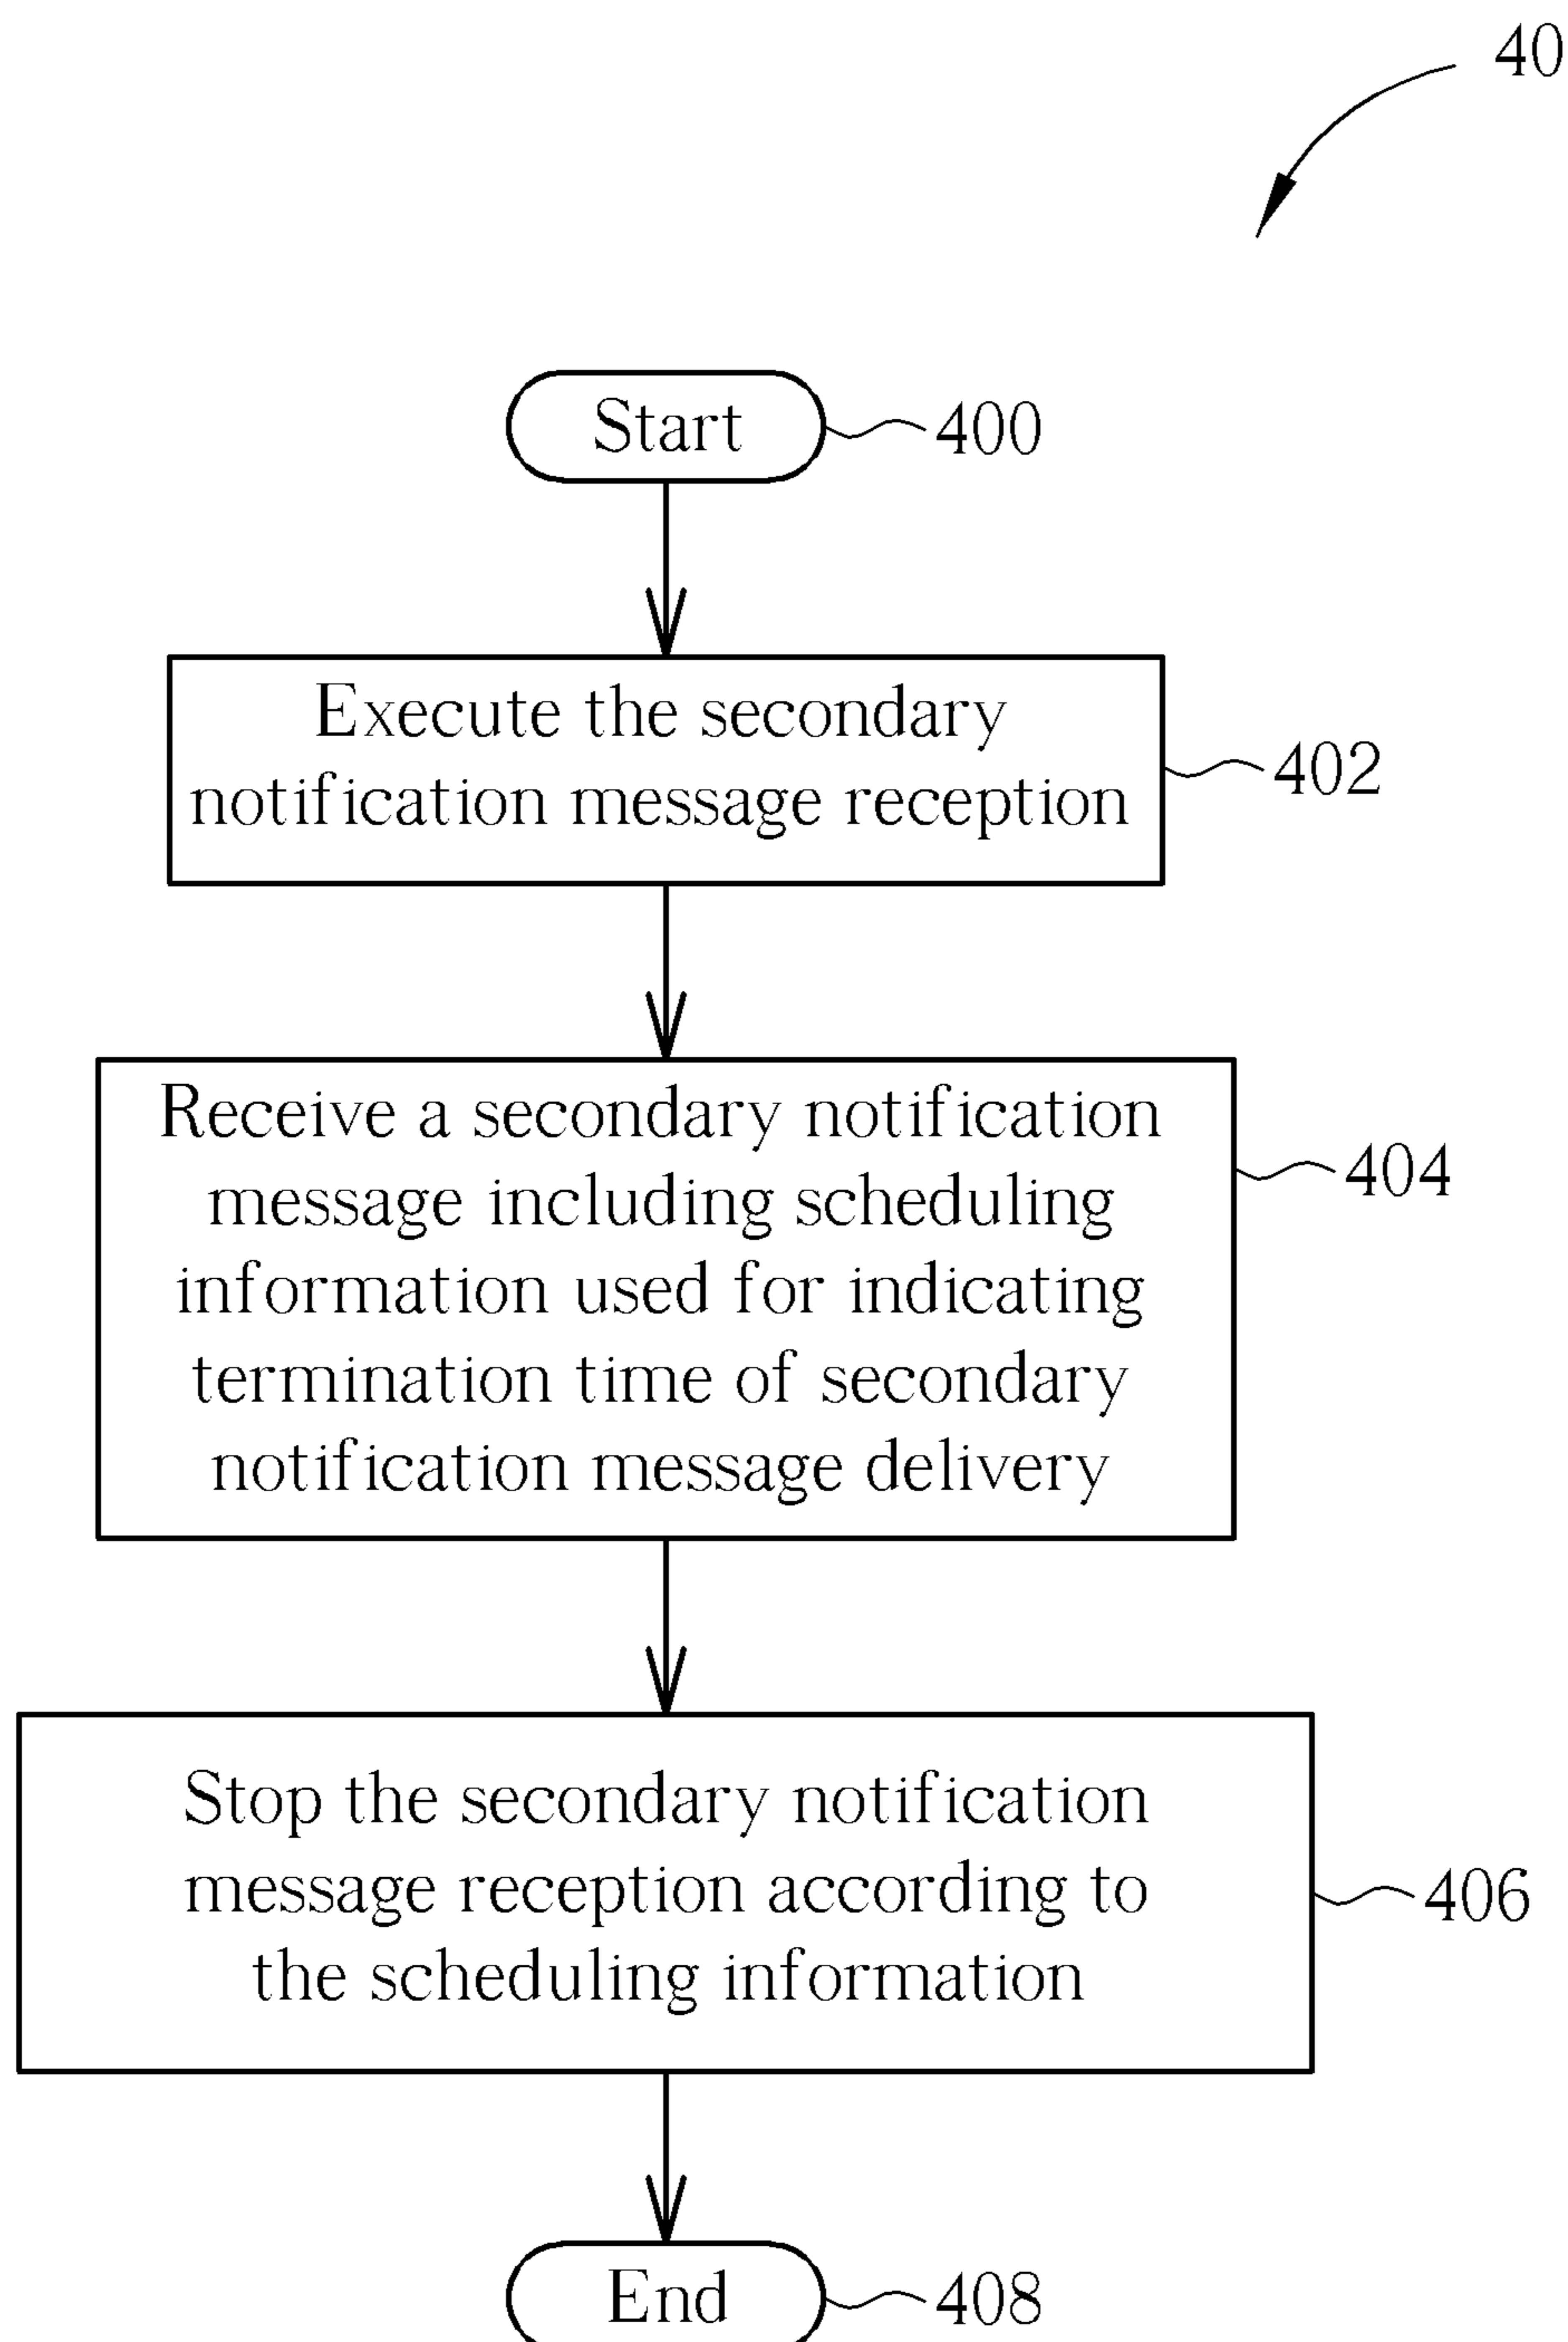 40
Start
400
Execute the secondary
notification message reception
402
Receive a secondary notification
message including scheduling
information used for indicating
termination time of secondary
notification message delivery
404
Stop the secondary notification
message reception according to
the scheduling information
406
End
408